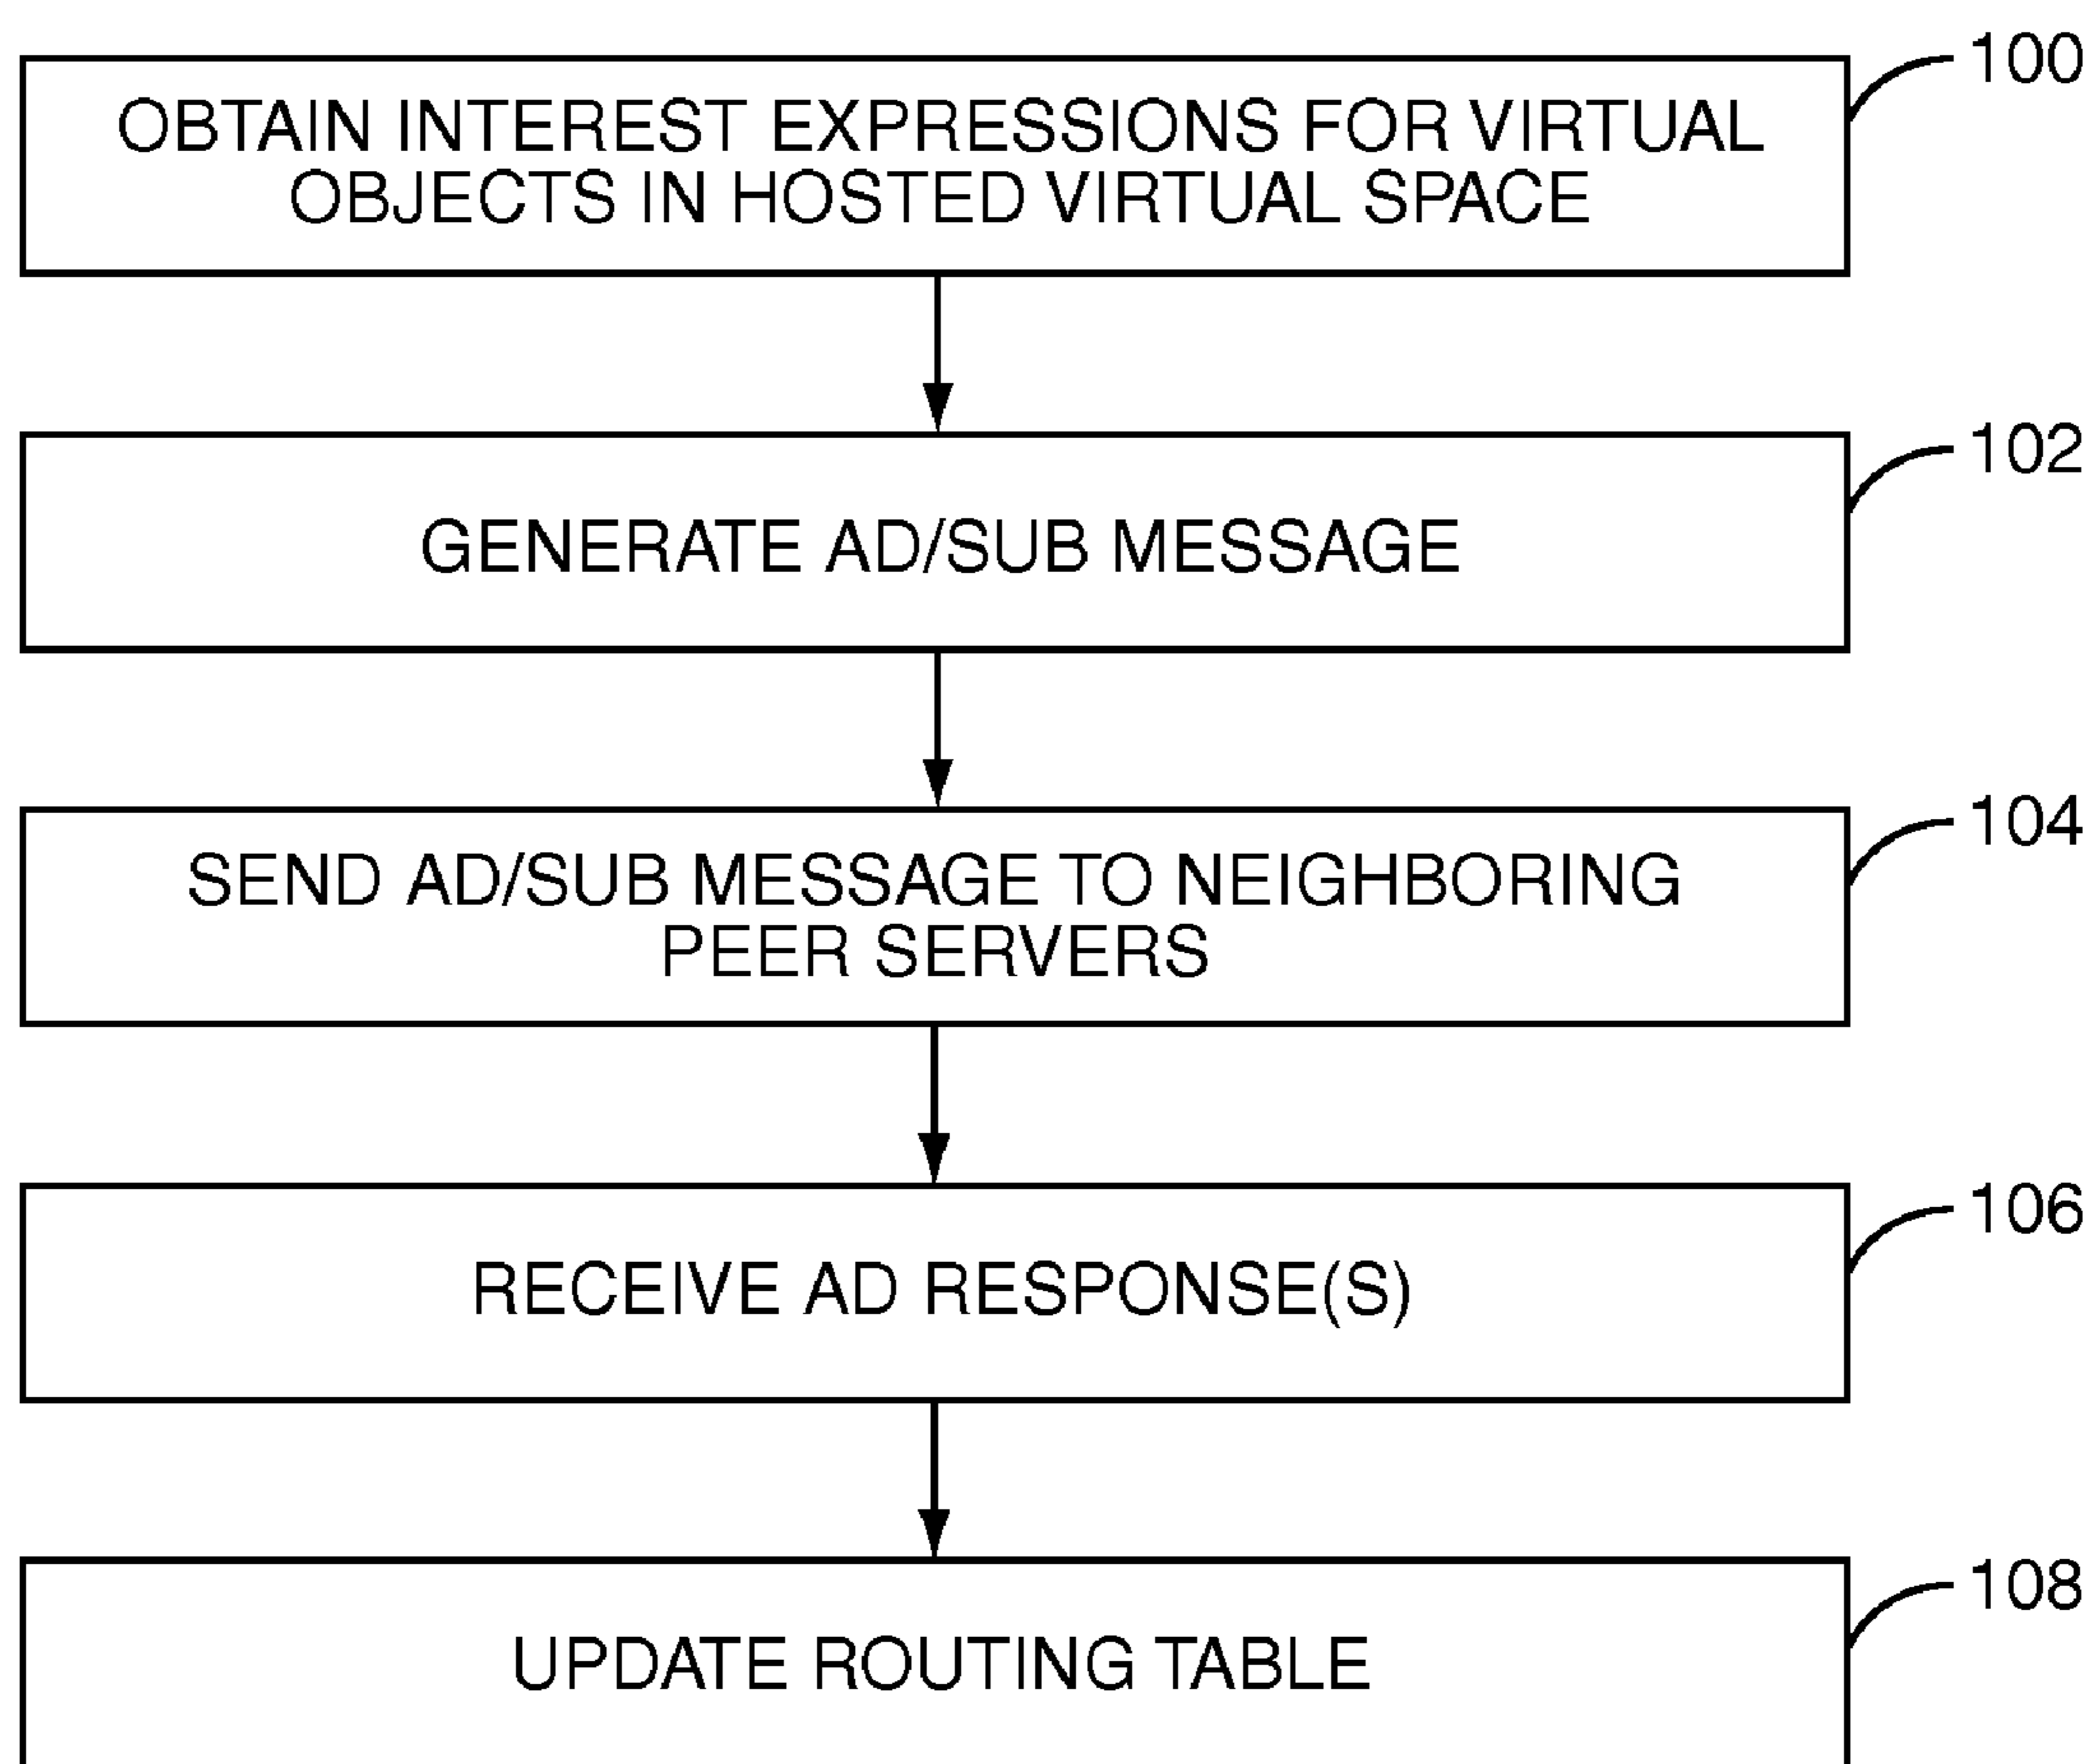 100
OBTAIN INTEREST EXPRESSIONS FOR VIRTUAL
OBJECTS IN HOSTED VIRTUAL SPACE
102
GENERATE AD/SUB MESSAGE
104
SEND AD/SUB MESSAGE TO NEIGHBORING
PEER SERVERS
106
RECEIVE AD RESPONSE(S)
108
UPDATE ROUTING TABLE